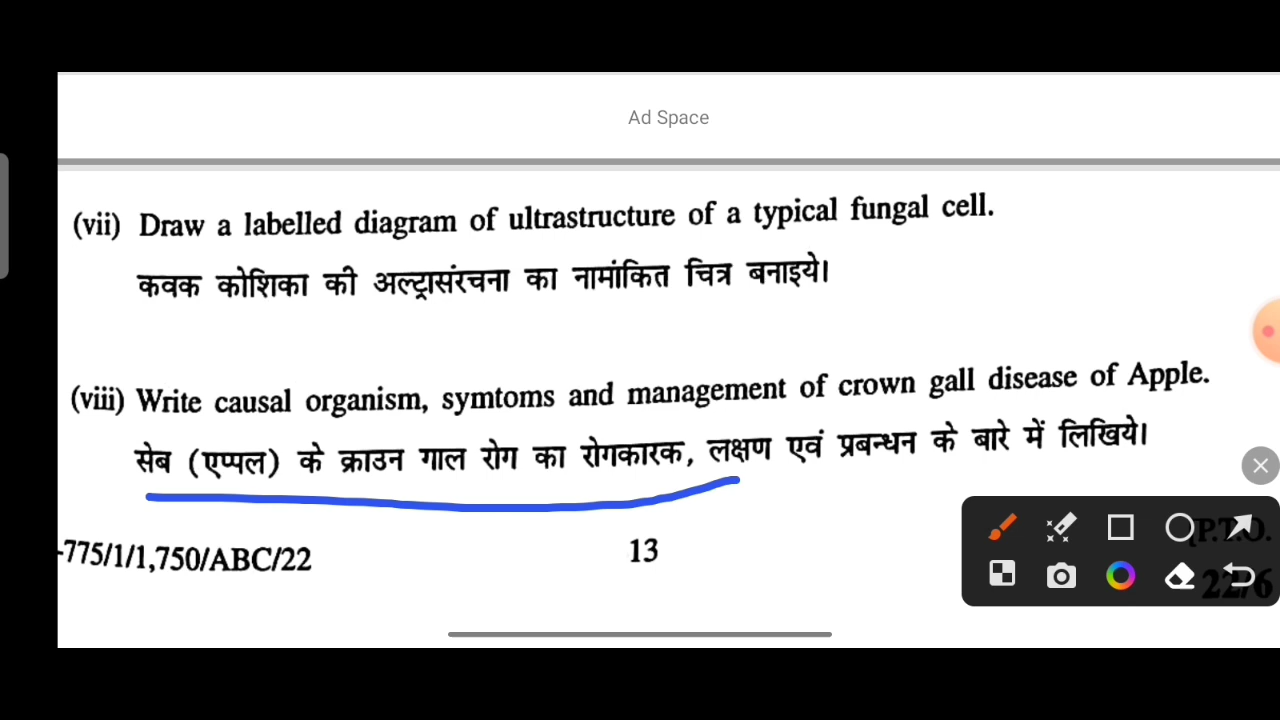 Ad Space
(vii) Draw a labelled diagram of ultrastructure of a typical fungal cell.
कवक कोशिका की अल्ट्रासंरचना का नामांकित चित्र बनाइये।
(viii) Write causal organism, symtoms and management of crown gall disease of Apple.
सेब (एप्पल) के क्राउन गाल रोग का रोगकारक, लक्षण एवं प्रबन्धन के बारे में लिखिये।
-775/1/1,750/ABC/22 13 [P.T.O.
22/6